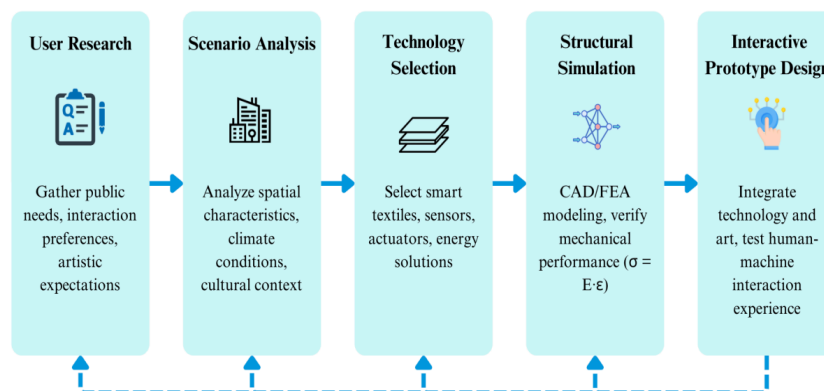 User Research
Q
A
Gather public
needs, interaction
preferences,
artistic
expectations
Scenario Analysis
Analyze spatial
characteristics,
climate
conditions,
cultural context
Technology
Selection
Select smart
textiles, sensors,
actuators, energy
solutions
Structural
Simulation
CAD/FEA
modeling, verify
mechanical
performance (σ =
E·ε)
Interactive
Prototype Design
Integrate
technology and
art, test human-
machine
interaction
experience